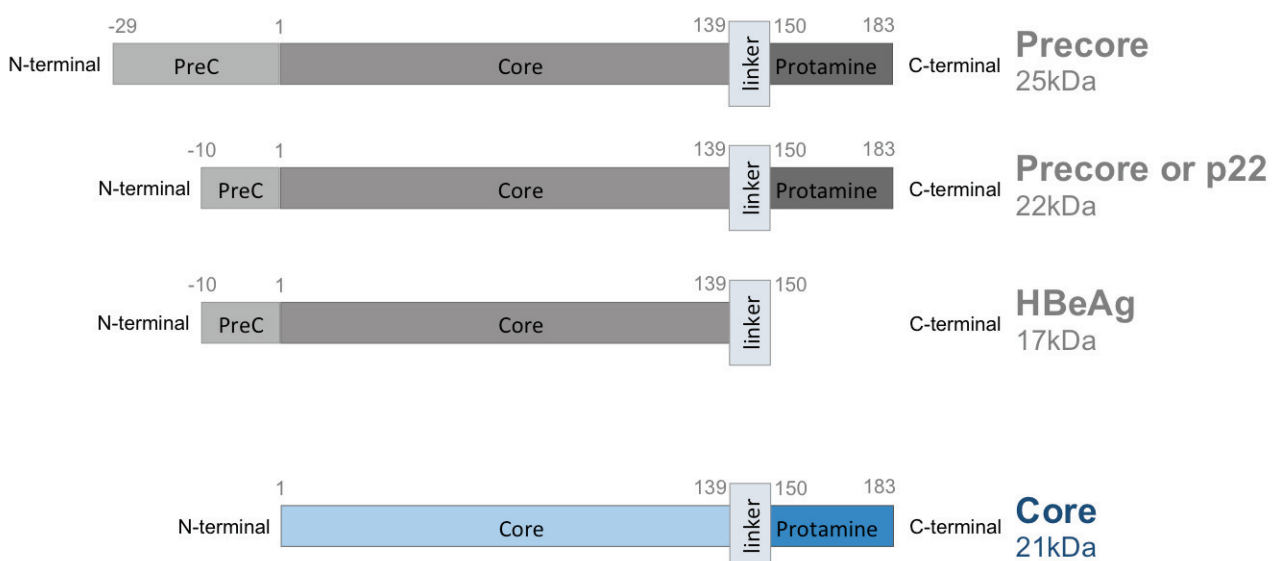 -29 1 139 150 183
N-terminal PreC Core linker Protamine C-terminal Precore
25kDa
-10 1 139 150 183
N-terminal PreC Core linker Protamine C-terminal Precore or p22
22kDa
-10 1 139 150
N-terminal PreC Core linker C-terminal HBeAg
17kDa
1 139 150 183
N-terminal Core linker Protamine C-terminal Core
21kDa